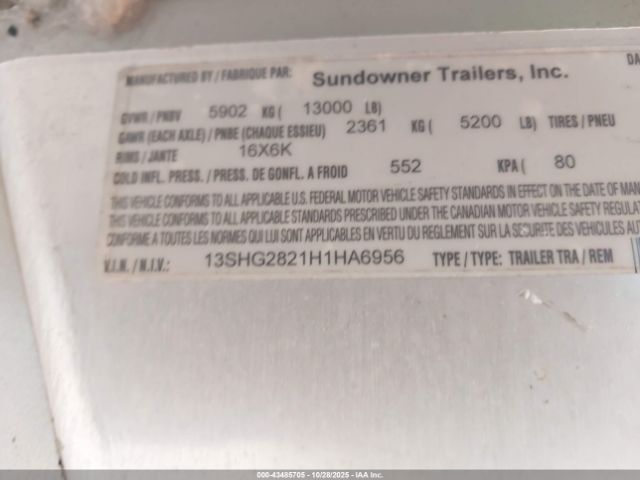 DA
MANUFACTURED BY / FABRIQUE PAR: Sundowner Trailers, Inc.
GVWR / PNBV 5902 KG ( 13000 LB)
GAWR (EACH AXLE) / PNBE (CHAQUE ESSIEU) 2361 KG ( 5200 LB) TIRES / PNEU
RIMS / JANTE 16X6K
COLD INFL. PRESS. / PRESS. DE GONFL. A FROID 552 KPA ( 80
THIS VEHICLE CONFORMS TO ALL APPLICABLE U.S. FEDERAL MOTOR VEHICLE SAFETY STANDARDS IN EFFECT ON THE DATE OF MAN
THIS VEHICLE CONFORMS TO ALL APPLICABLE STANDARDS PRESCRIBED UNDER THE CANADIAN MOTOR VEHICLE SAFETY REGULAT
CONFORME A TOUTES LES NORMES QUI LUI SONT APPLICABLES EN VERTU DU REGLEMENT SUR LA SECURITE DES VEHICULES AUT
V.I.N. / N.I.V.: 13SHG2821H1HA6956 TYPE / TYPE: TRAILER TRA / REM
000-43485705 - 10/28/2025 - IAA Inc.